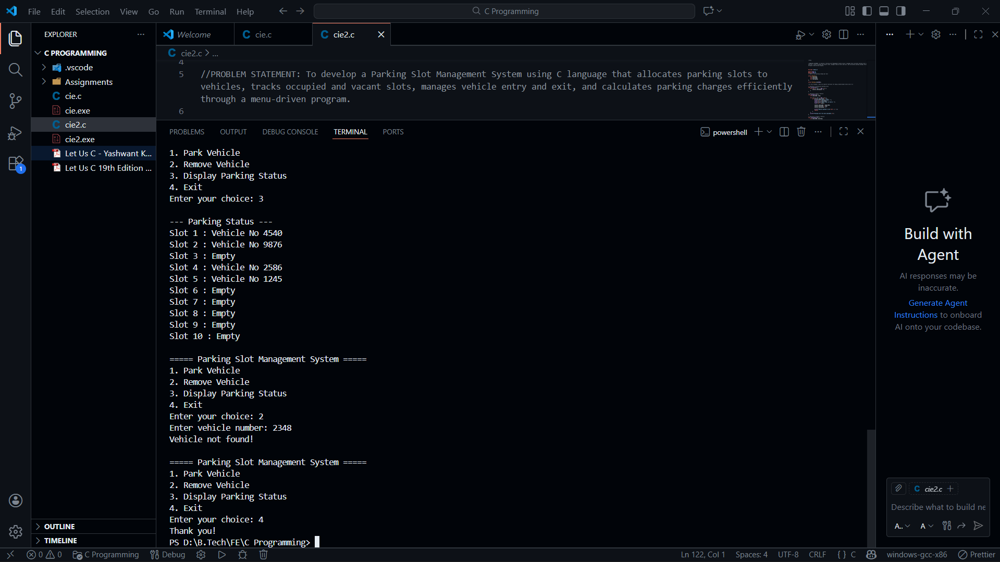 File Edit Selection View Go Run Terminal Help
C Programming
EXPLORER
C PROGRAMMING
.vscode
Assignments
cie.c
cie.exe
cie2.c
cie2.exe
Let Us C - Yashwant K...
Let Us C 19th Edition ...
OUTLINE
TIMELINE
Welcome
cie.c
cie2.c
cie2.c > ...
4
5 //PROBLEM STATEMENT: To develop a Parking Slot Management System using C language that allocates parking slots to
vehicles, tracks occupied and vacant slots, manages vehicle entry and exit, and calculates parking charges efficiently
through a menu-driven program.
6
PROBLEMS OUTPUT DEBUG CONSOLE TERMINAL PORTS
powershell
1. Park Vehicle
2. Remove Vehicle
3. Display Parking Status
4. Exit
Enter your choice: 3
--- Parking Status ---
Slot 1 : Vehicle No 4540
Slot 2 : Vehicle No 9876
Slot 3 : Empty
Slot 4 : Vehicle No 2586
Slot 5 : Vehicle No 1245
Slot 6 : Empty
Slot 7 : Empty
Slot 8 : Empty
Slot 9 : Empty
Slot 10 : Empty
===== Parking Slot Management System =====
1. Park Vehicle
2. Remove Vehicle
3. Display Parking Status
4. Exit
Enter your choice: 2
Enter vehicle number: 2348
Vehicle not found!
===== Parking Slot Management System =====
1. Park Vehicle
2. Remove Vehicle
3. Display Parking Status
4. Exit
Enter your choice: 4
Thank you!
PS D:\B.Tech\FE\C Programming>
Build with
Agent
AI responses may be
inaccurate.
Generate Agent
Instructions to onboard
AI onto your codebase.
cie2.c
Describe what to build ne
A.. A
1
0 0 C Programming Debug
Ln 122, Col 1 Spaces: 4 UTF-8 CRLF { } C windows-gcc-x86 Prettier